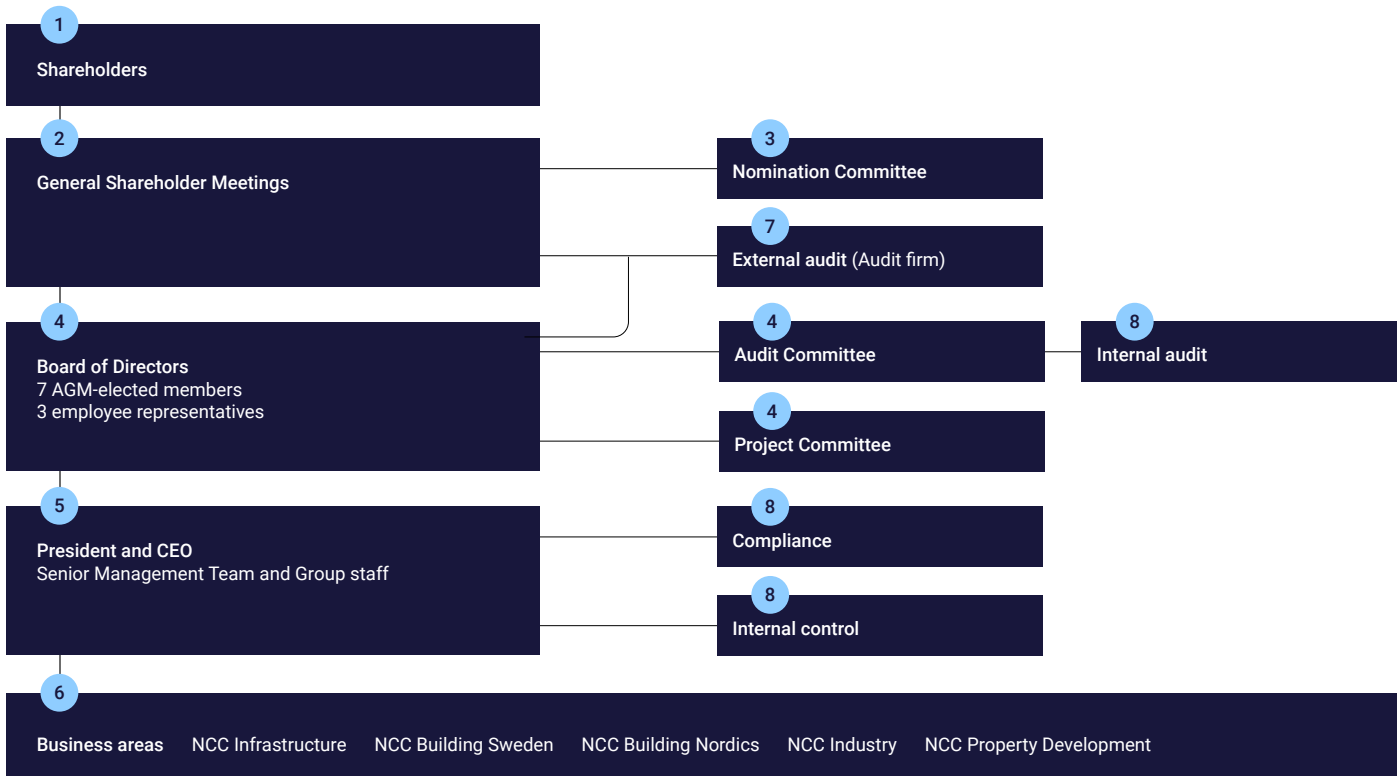 1
Shareholders
2
General Shareholder Meetings
3
Nomination Committee
7
External audit (Audit firm)
4
Board of Directors
7 AGM-elected members
3 employee representatives
4
Audit Committee
8
Internal audit
4
Project Committee
5
President and CEO
Senior Management Team and Group staff
8
Compliance
8
Internal control
6
Business areas NCC Infrastructure NCC Building Sweden NCC Building Nordics NCC Industry NCC Property Development